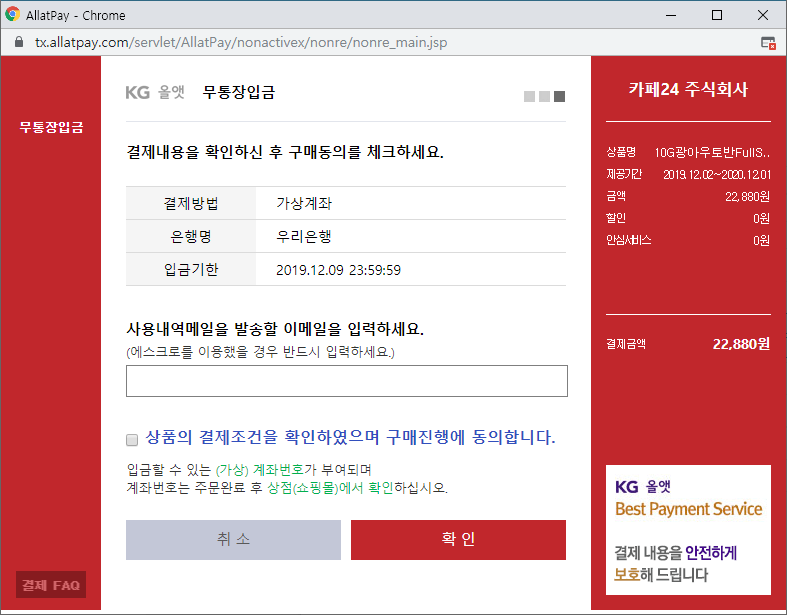 AllatPay - Chrome
tx.allatpay.com/servlet/AllatPay/nonactivex/nonre/nonre_main.jsp
무통장입금
결제 FAQ
KG 올앳 무통장입금
결제내용을 확인하신 후 구매동의를 체크하세요.
결제방법 가상계좌
은행명 우리은행
입금기한 2019.12.09 23:59:59
사용내역메일을 발송할 이메일을 입력하세요.
(에스크로를 이용했을 경우 반드시 입력하세요.)
상품의 결제조건을 확인하였으며 구매진행에 동의합니다.
입금할 수 있는 (가상) 계좌번호가 부여되며
계좌번호는 주문완료 후 상점(쇼핑몰)에서 확인하십시오.
취 소
확 인
카페24 주식회사
상품명 10G광아우토반FullS..
제공기간 2019.12.02~2020.12.01
금액 22,880원
할인 0원
안심서비스 0원
결제금액 22,880원
KG 올앳
Best Payment Service
결제 내용을 안전하게
보호해 드립니다